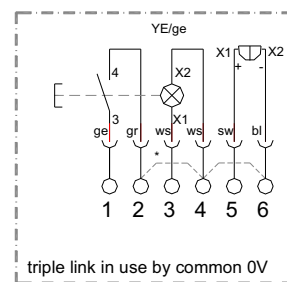 YE/ge
X1 X2
+ -
4
X2
3 X1
ge gr ws ws sw bl
*
1 2 3 4 5 6
triple link in use by common 0V